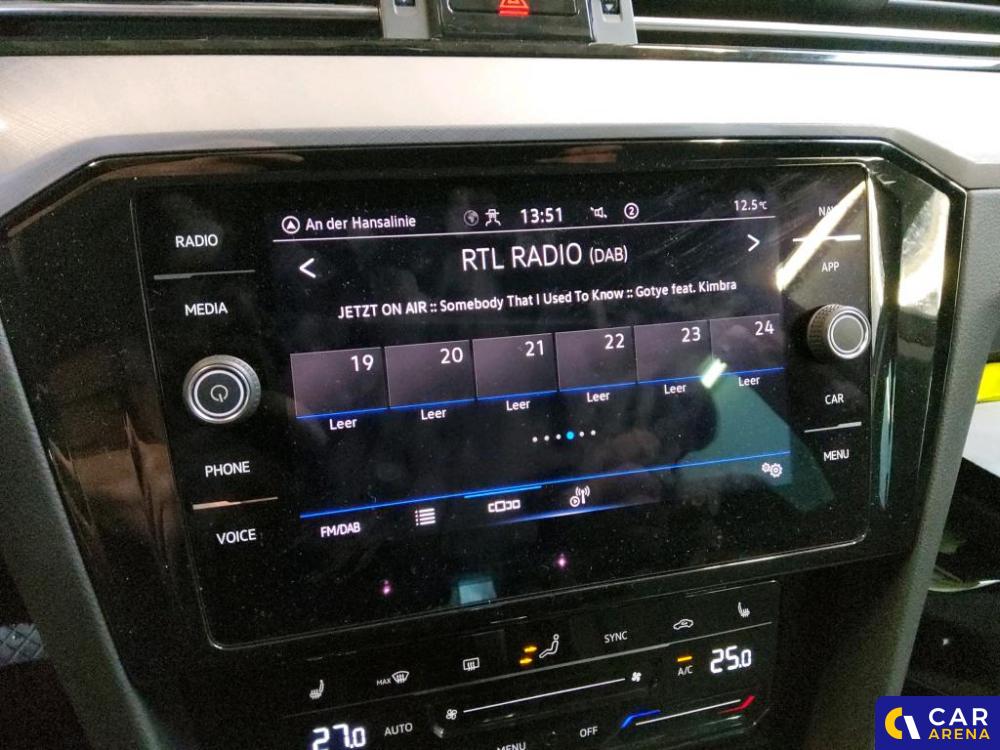 An der Hansalinie 13:51 2 12.5°C
RTL RADIO (DAB)
JETZT ON AIR :: Somebody That I Used To Know :: Gotye feat. Kimbra
19 20 21 22 23 24
Leer Leer Leer Leer Leer Leer
FM/DAB
RADIO
MEDIA
PHONE
VOICE
NAV
APP
CAR
MENU
MAX SYNC
A/C 25.0
27.0 AUTO
MENU OFF
CAR
ARENA